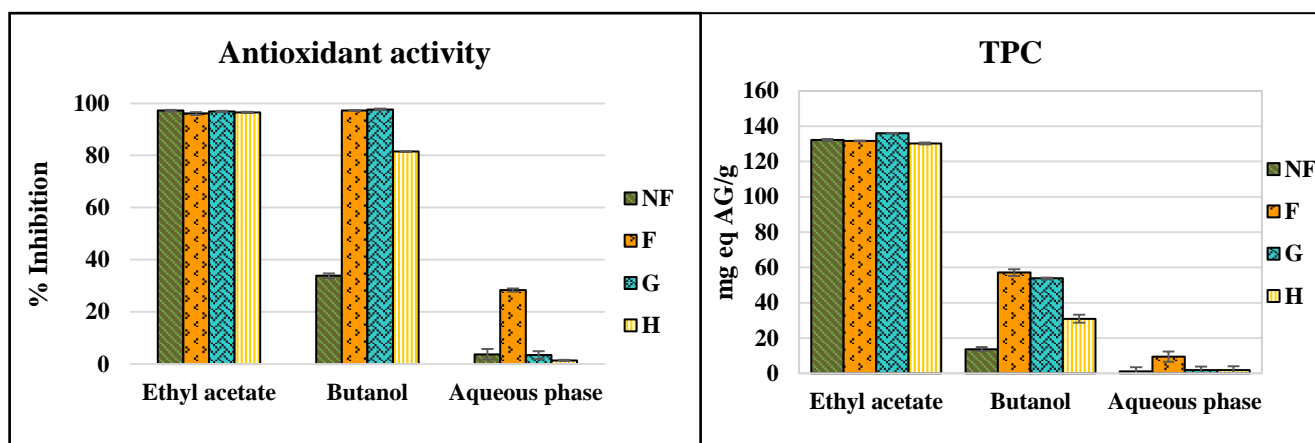 Antioxidant activity
% Inhibition
100
80
60
40
20
0
Ethyl acetate Butanol Aqueous phase
NF
F
G
H
TPC
mg eq AG/g
160
140
120
100
80
60
40
20
0
Ethyl acetate Butanol Aqueous phase
NF
F
G
H